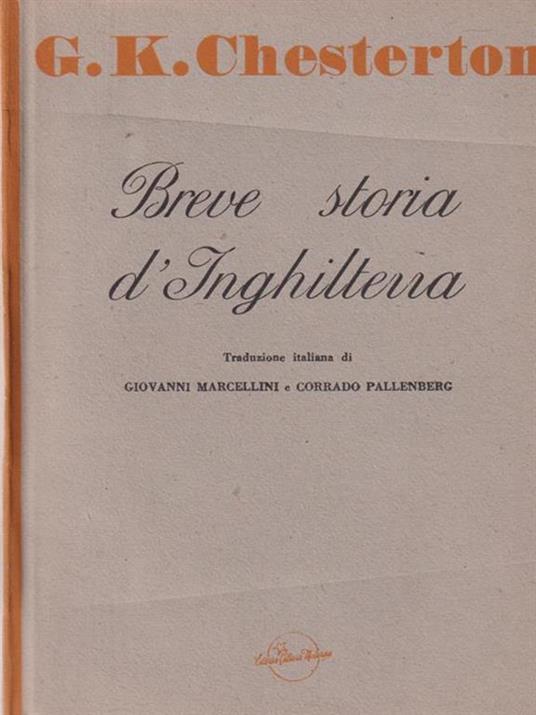 G. K. Chesterton
Breve storia
d'Inghilterra
Traduzione italiana di
GIOVANNI MARCELLINI e CORRADO PALLENBERG